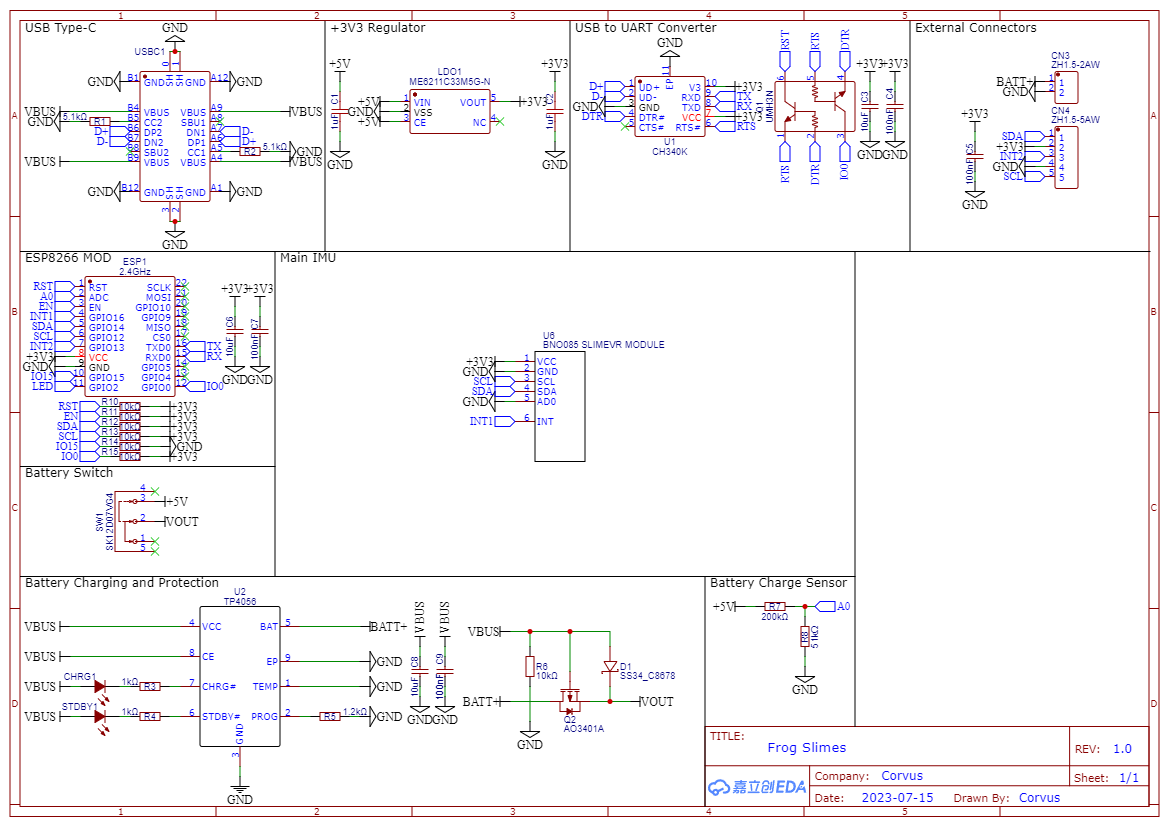 1
2
3
4
5
USB Type-C
GND
USBC1
0
1
GND
B1
GND
SH
SH
GND
A12
GND
VBUS
B4
VBUS
VBUS
A9
VBUS
GND
5.1kΩ
R1
B5
CC2
SBU1
A8
D+
B6
DP2
DN1
A7
D-
D-
B7
DN2
DP1
A6
D+
B8
SBU2
CC1
A5
R2
5.1kΩ
GND
VBUS
B9
VBUS
VBUS
A4
VBUS
GND
B12
GND
SH
SH
GND
A1
GND
3
2
GND
+3V3 Regulator
+5V
LDO1
ME6211C33M5G-N
+3V3
1uF
C1
+5V
1
VIN
VOUT
5
+3V3
GND
2
VSS
+5V
3
CE
NC
4
1uF
C2
GND
GND
USB to UART Converter
GND
11
EP
D+
1
UD+
V3
10
+3V3
D-
2
UD-
RXD
9
TX
GND
3
GND
TXD
8
RX
DTR
4
DTR#
VCC
7
+3V3
5
CTS#
RTS#
6
RTS
U1
CH340K
RST
RTS
DTR
6
5
4
UMH3N
Q1
1
2
3
RTS
DTR
IO0
+3V3
+3V3
10uF
C3
100nF
C4
GND
GND
External Connectors
CN3
ZH1.5-2AW
BATT+
1
1
GND
2
2
CN4
ZH1.5-5AW
+3V3
100nF
C5
GND
SDA
1
1
+3V3
2
2
INT2
3
3
GND
4
4
SCL
5
5
A
A
ESP8266 MOD
ESP1
2.4GHz
RST
1
RST
SCLK
22
A0
2
ADC
MOSI
21
EN
3
EN
GPIO10
20
INT1
4
GPIO16
GPIO9
19
SDA
5
GPIO14
MISO
18
SCL
6
GPIO12
CS0
17
INT2
7
GPIO13
TXD0
16
TX
+3V3
8
VCC
RXD0
15
RX
GND
9
GND
GPIO5
14
IO15
10
GPIO15
GPIO4
13
LED
11
GPIO2
GPIO0
12
IO0
+3V3
+3V3
10uF
C6
100nF
C7
GND
GND
RST
R10
10kΩ
+3V3
EN
R11
10kΩ
+3V3
SDA
R12
10kΩ
+3V3
SCL
R13
10kΩ
+3V3
IO15
R14
10kΩ
GND
IO0
R15
10kΩ
+3V3
Main IMU
U6
BNO085 SLIMEVR MODULE
+3V3
1
VCC
GND
2
GND
SCL
3
SCL
SDA
4
SDA
GND
5
AD0
INT1
6
INT
B
B
Battery Switch
SW1
SK12D07VG4
4
3
+5V
2
VOUT
1
5
C
C
Battery Charging and Protection
U2
TP4056
VBUS
4
VCC
BAT
5
BATT+
VBUS
8
CE
EP
9
GND
CHRG1
VBUS
1kΩ
R3
7
CHRG#
TEMP
1
GND
STDBY1
VBUS
1kΩ
R4
6
STDBY#
PROG
2
R5
1.2kΩ
GND
GND
3
GND
VBUS
VBUS
10uF
C8
100nF
C9
GND
GND
VBUS
R6
10kΩ
D1
SS34_C8678
BATT+
VOUT
Q2
AO3401A
GND
Battery Charge Sensor
+5V
R7
200kΩ
A0
R8
51kΩ
GND
D
D
TITLE:
Frog Slimes
REV: 1.0
嘉立创EDA
Company: Corvus
Sheet: 1/1
Date: 2023-07-15
Drawn By: Corvus
1
2
3
4
5